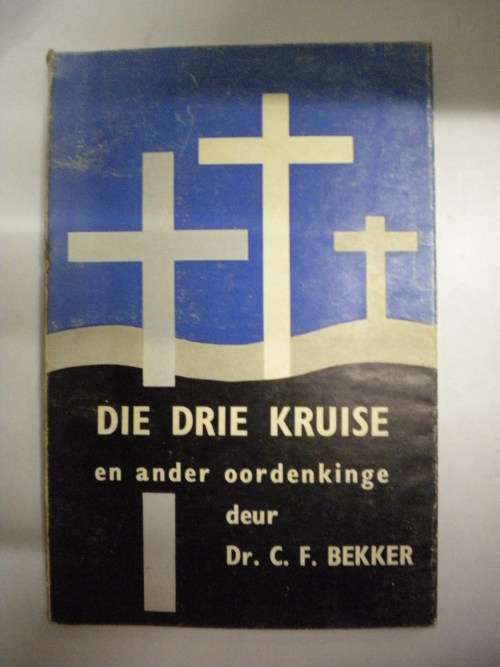 DIE DRIE KRUISE
en ander oordenkinge
deur
Dr. C. F. BEKKER